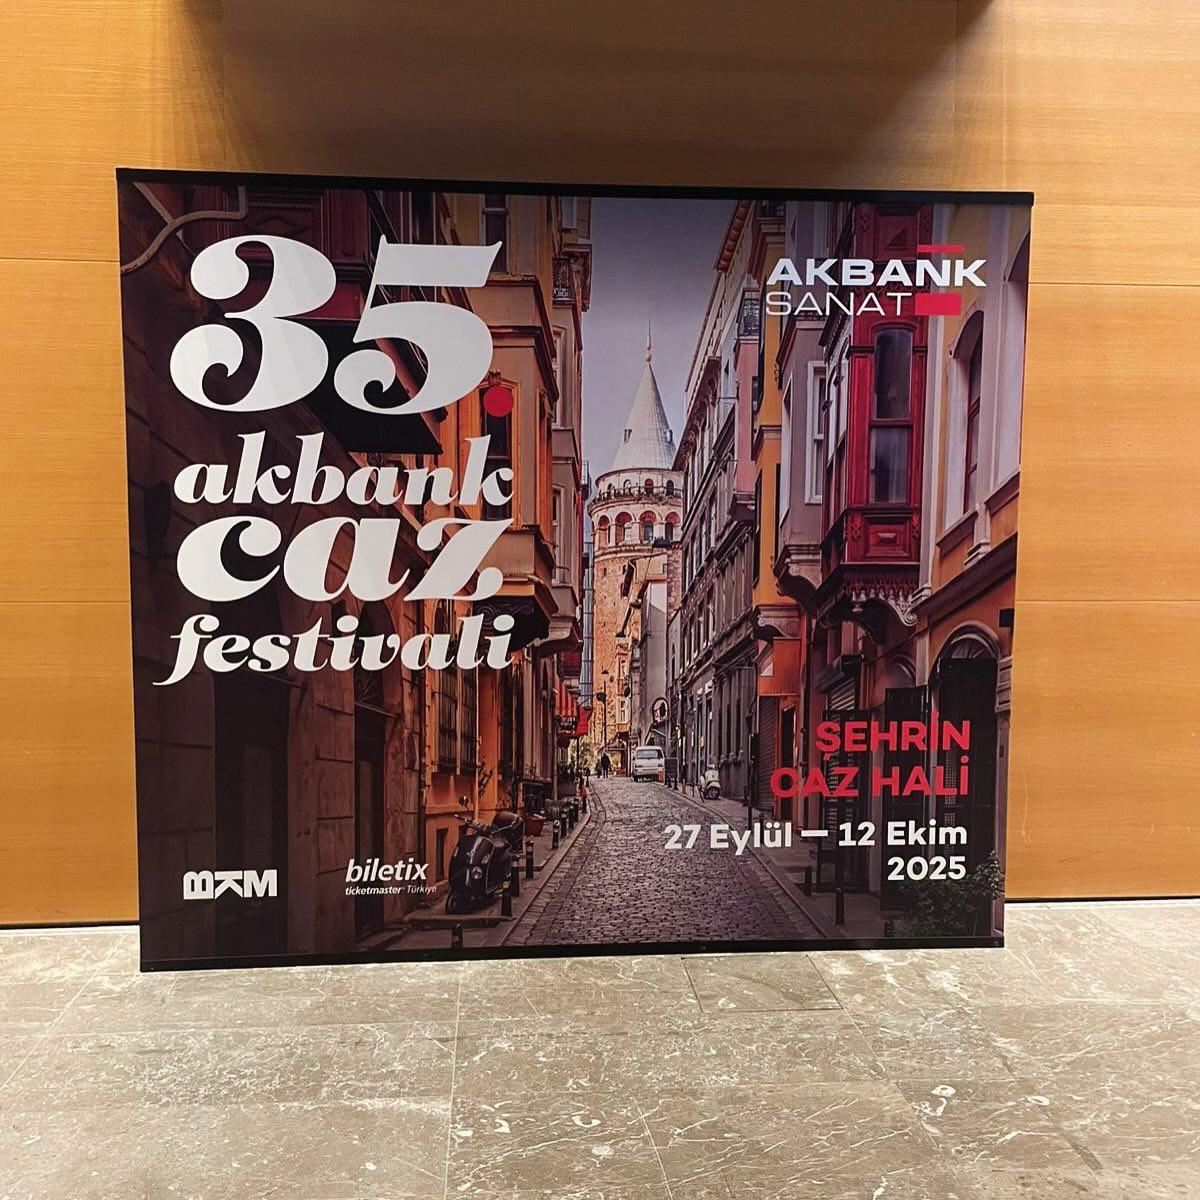 35.
akbank
caz
festivali
AKBANK
SANAT
ŞEHRİN
CAZ HALİ
27 Eylül — 12 Ekim
2025
BKM
biletix
ticketmaster Türkiye